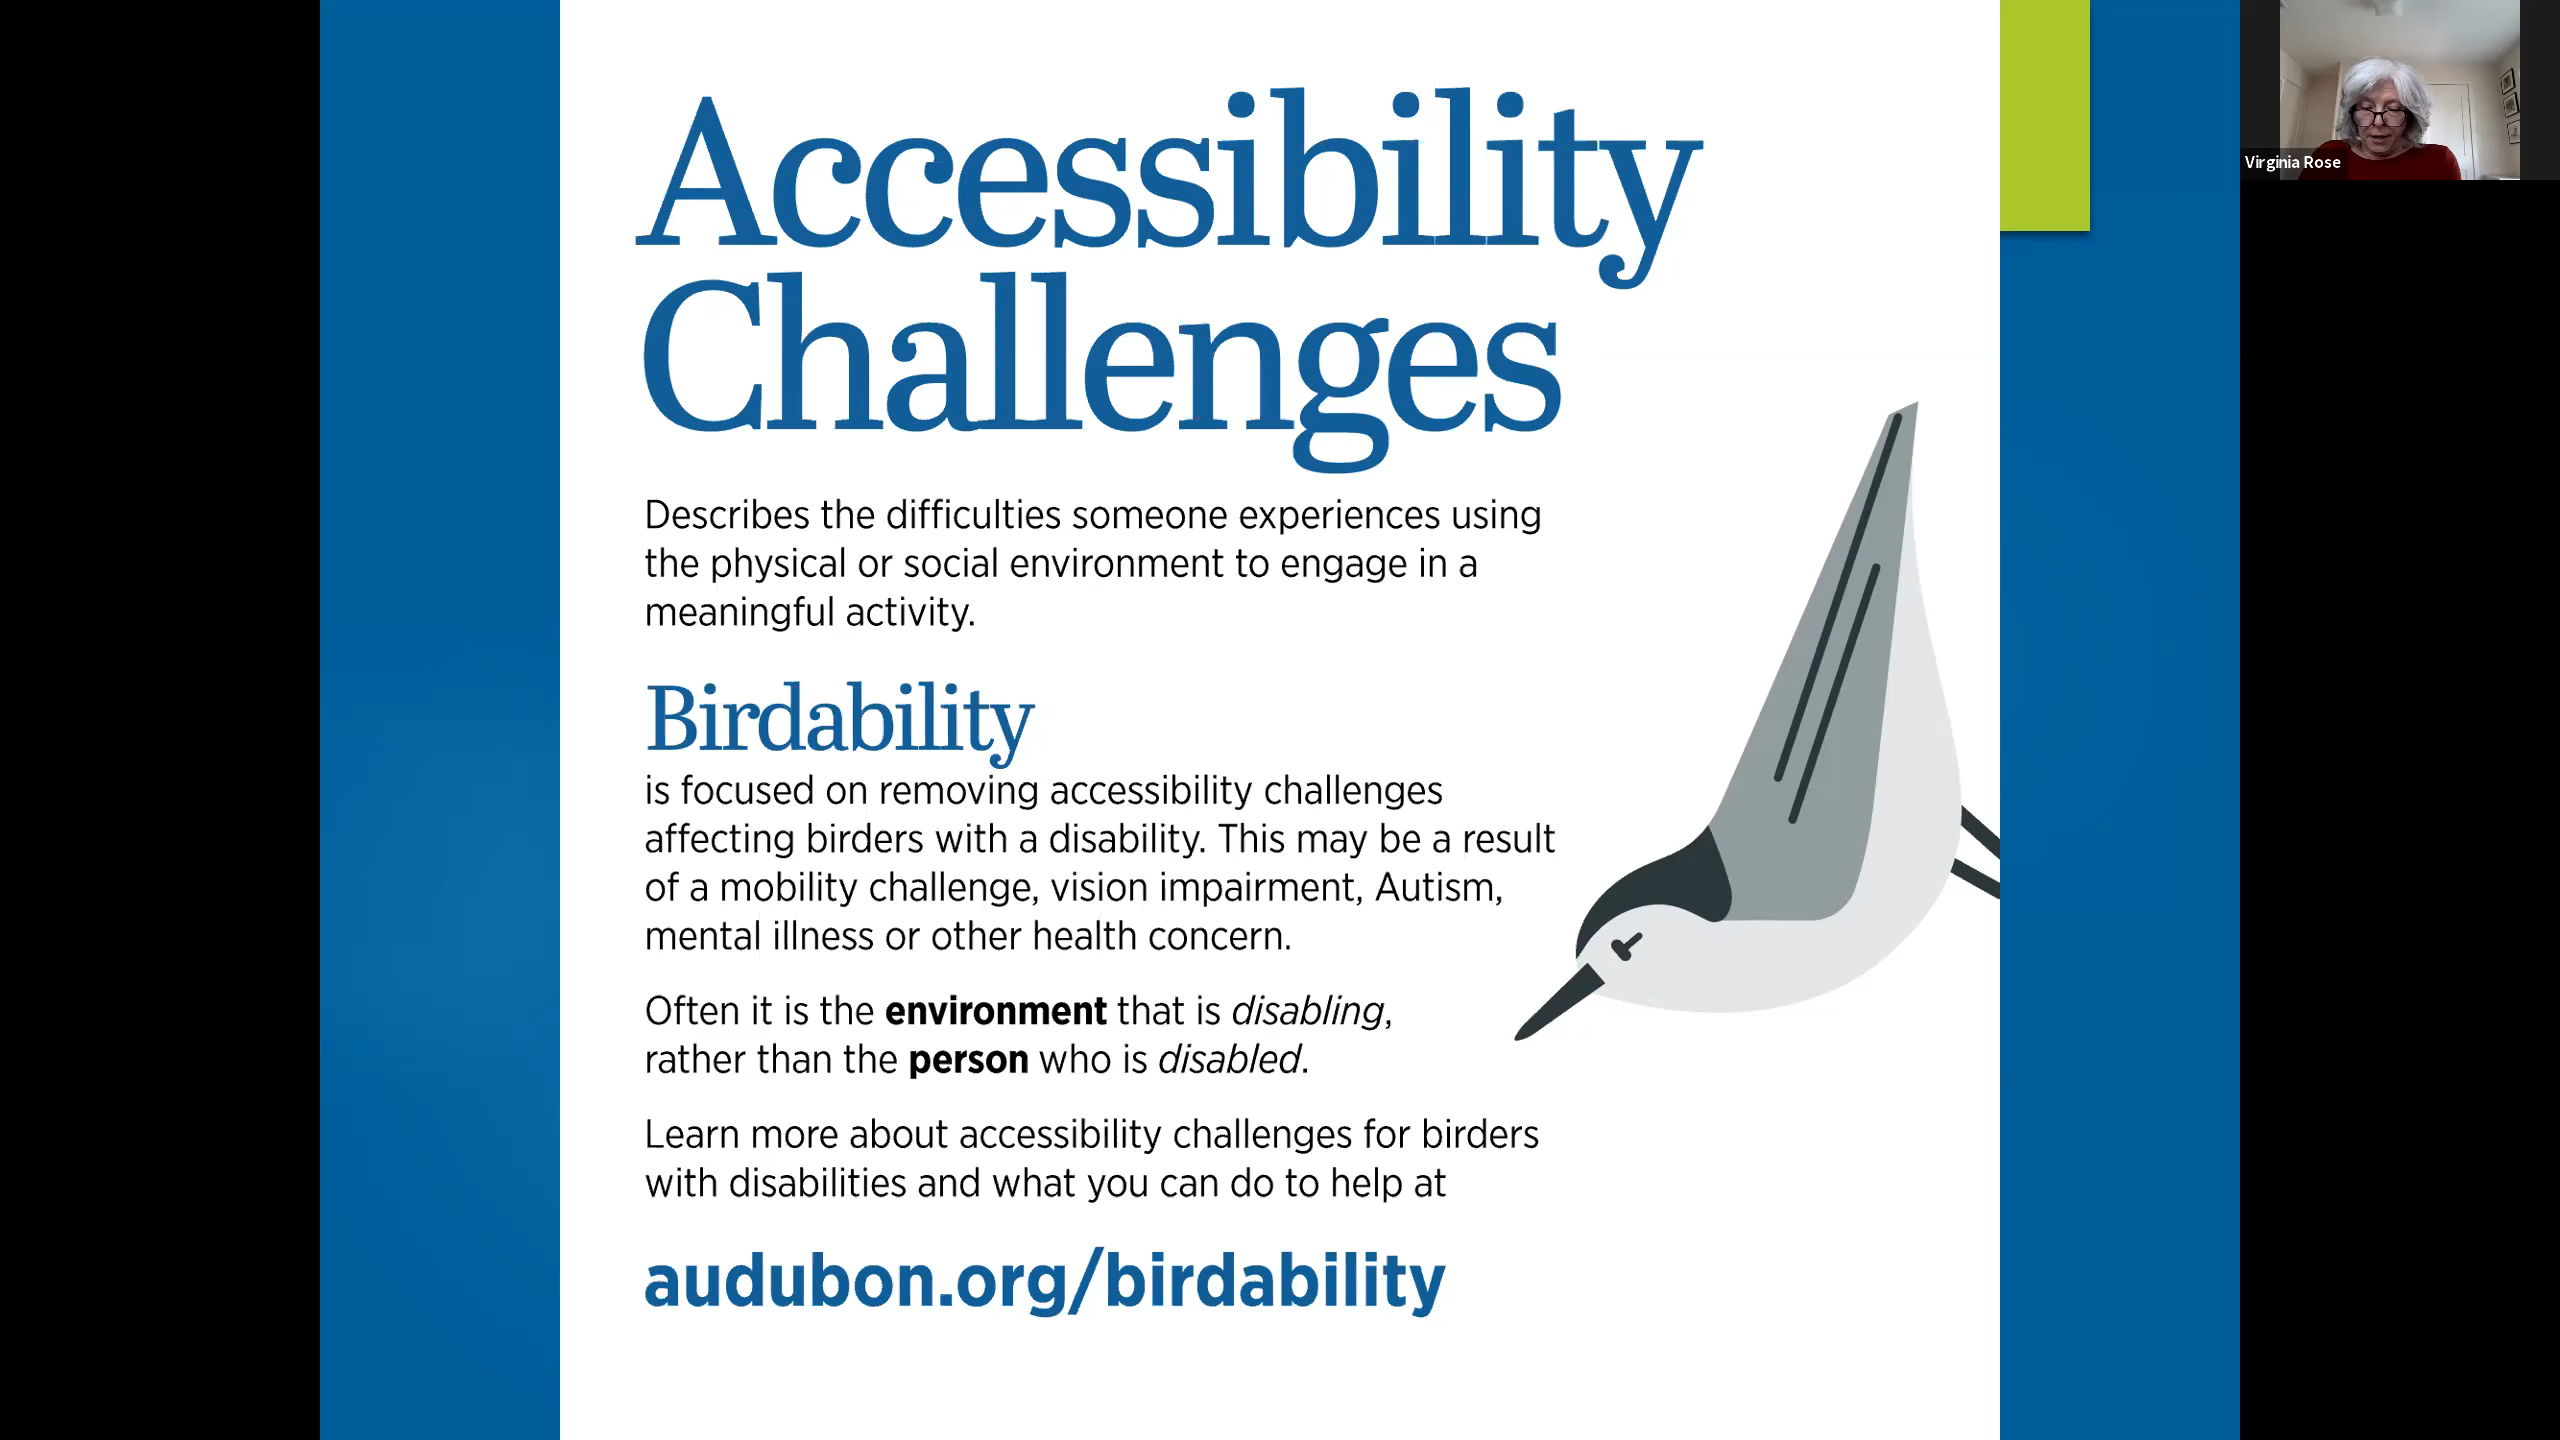 Accessibility
Challenges
Describes the difficulties someone experiences using
the physical or social environment to engage in a
meaningful activity.
Birdability
is focused on removing accessibility challenges
affecting birders with a disability. This may be a result
of a mobility challenge, vision impairment, Autism,
mental illness or other health concern.
Often it is the environment that is disabling,
rather than the person who is disabled.
Learn more about accessibility challenges for birders
with disabilities and what you can do to help at
audubon.org/birdability
Virginia Rose